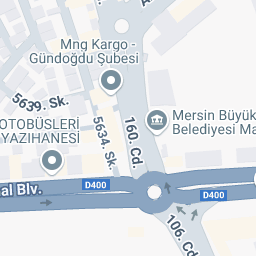 Mng Kargo -
Gündoğdu Şubesi
5639. Sk.
OTOBÜSLERİ
YAZIHANESİ
5634. Sk.
160. Cd.
Mersin Büyük
Belediyesi Ma
al Blv.
D400
D400
106. Cd.